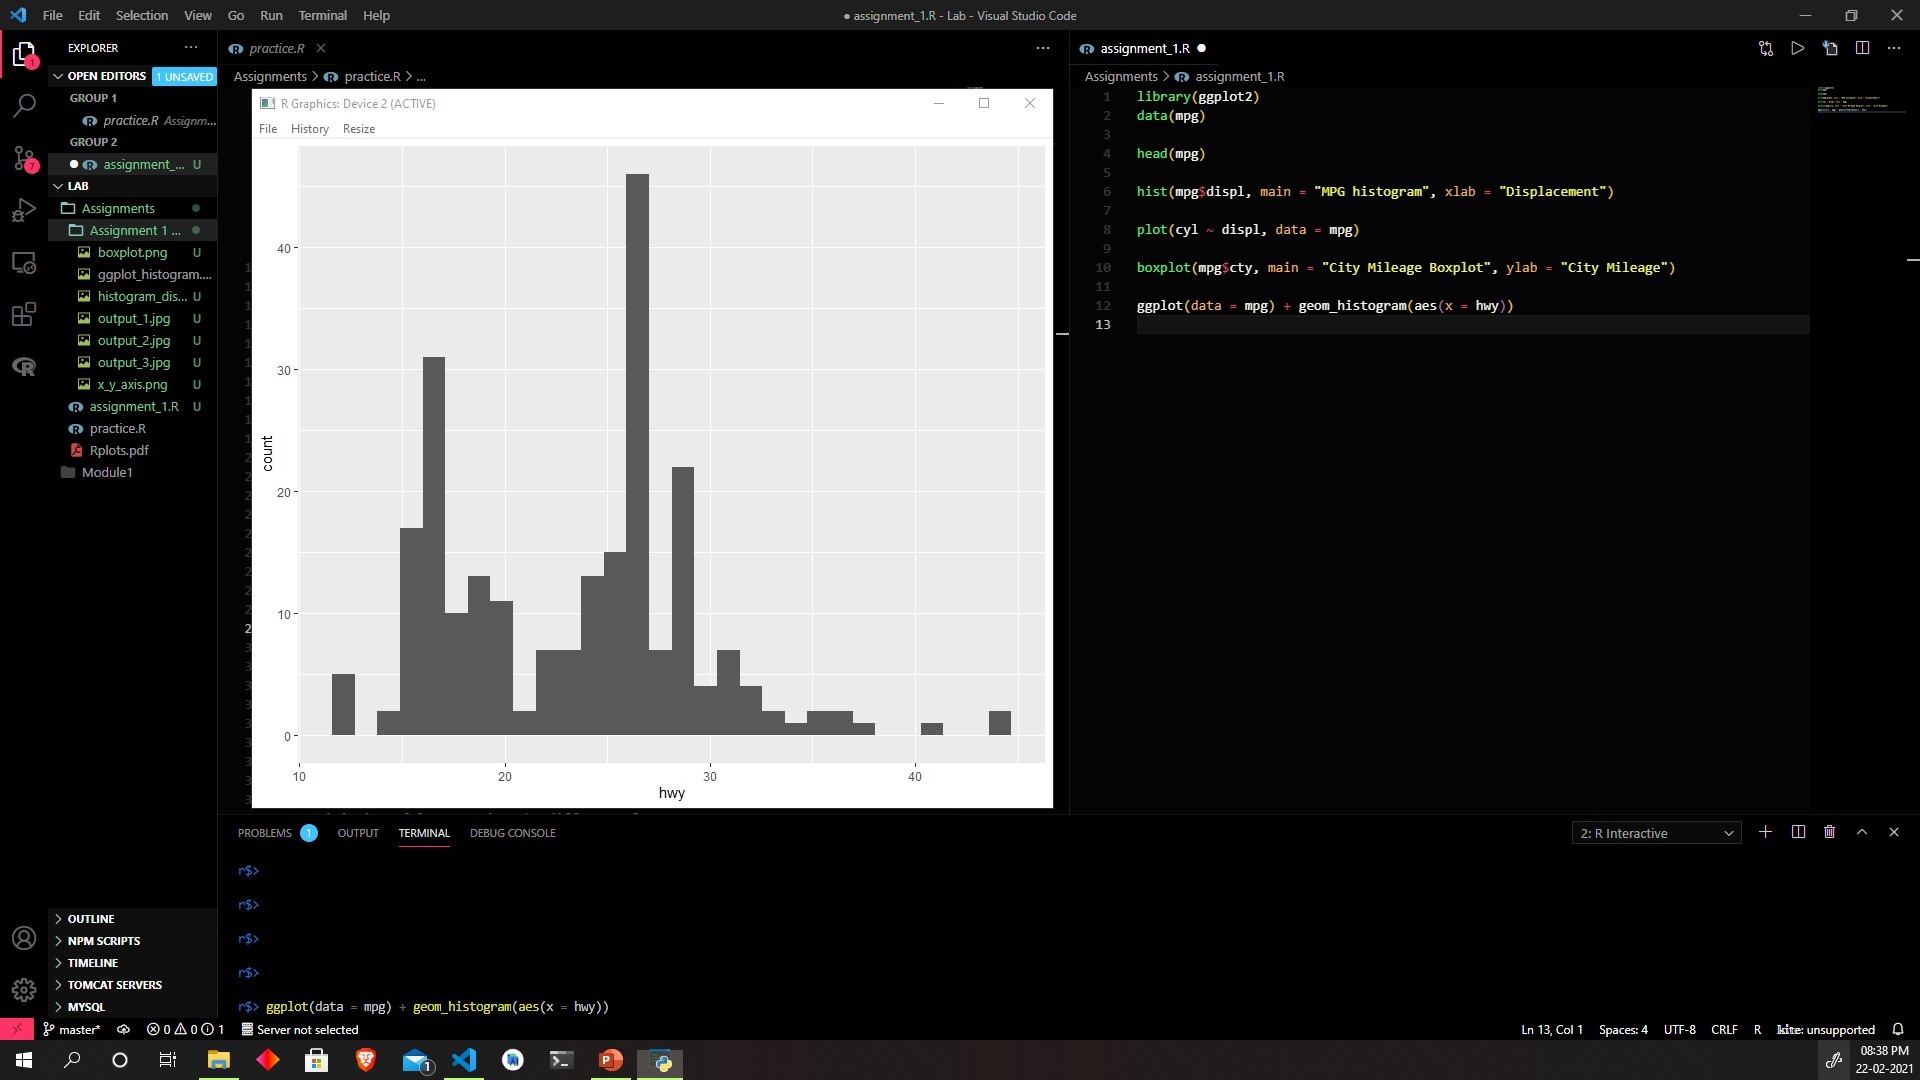 File Edit Selection View Go Run Terminal Help
● assignment_1.R - Lab - Visual Studio Code
EXPLORER
OPEN EDITORS 1 UNSAVED
GROUP 1
practice.R Assignm...
GROUP 2
assignment_... U
LAB
Assignments
Assignment 1 ...
boxplot.png U
ggplot_histogram....
histogram_dis... U
output_1.jpg U
output_2.jpg U
output_3.jpg U
x_y_axis.png U
assignment_1.R U
practice.R
Rplots.pdf
Module1
OUTLINE
NPM SCRIPTS
TIMELINE
TOMCAT SERVERS
MYSQL
practice.R
Assignments > practice.R > ...
R Graphics: Device 2 (ACTIVE)
File History Resize
count
40
30
20
10
0
10 20 30 40
hwy
assignment_1.R
Assignments > assignment_1.R
1 library(ggplot2)
2 data(mpg)
3
4 head(mpg)
5
6 hist(mpg$displ, main = "MPG histogram", xlab = "Displacement")
7
8 plot(cyl ~ displ, data = mpg)
9
10 boxplot(mpg$cty, main = "City Mileage Boxplot", ylab = "City Mileage")
11
12 ggplot(data = mpg) + geom_histogram(aes(x = hwy))
13
PROBLEMS 1 OUTPUT TERMINAL DEBUG CONSOLE
2: R Interactive
r$>
r$>
r$>
r$>
r$> ggplot(data = mpg) + geom_histogram(aes(x = hwy))
master* 0 0 1 Server not selected
Ln 13, Col 1 Spaces: 4 UTF-8 CRLF R kite: unsupported
08:38 PM
22-02-2021